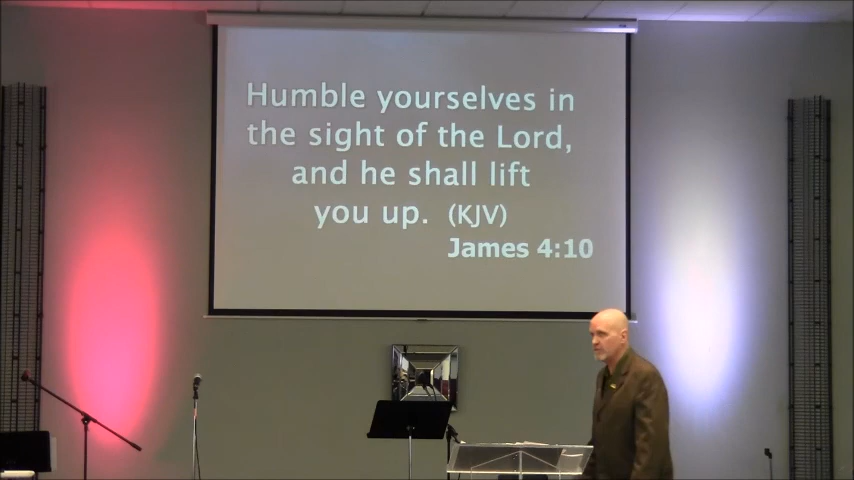 Humble yourselves in
the sight of the Lord,
and he shall lift
you up. (KJV)
James 4:10